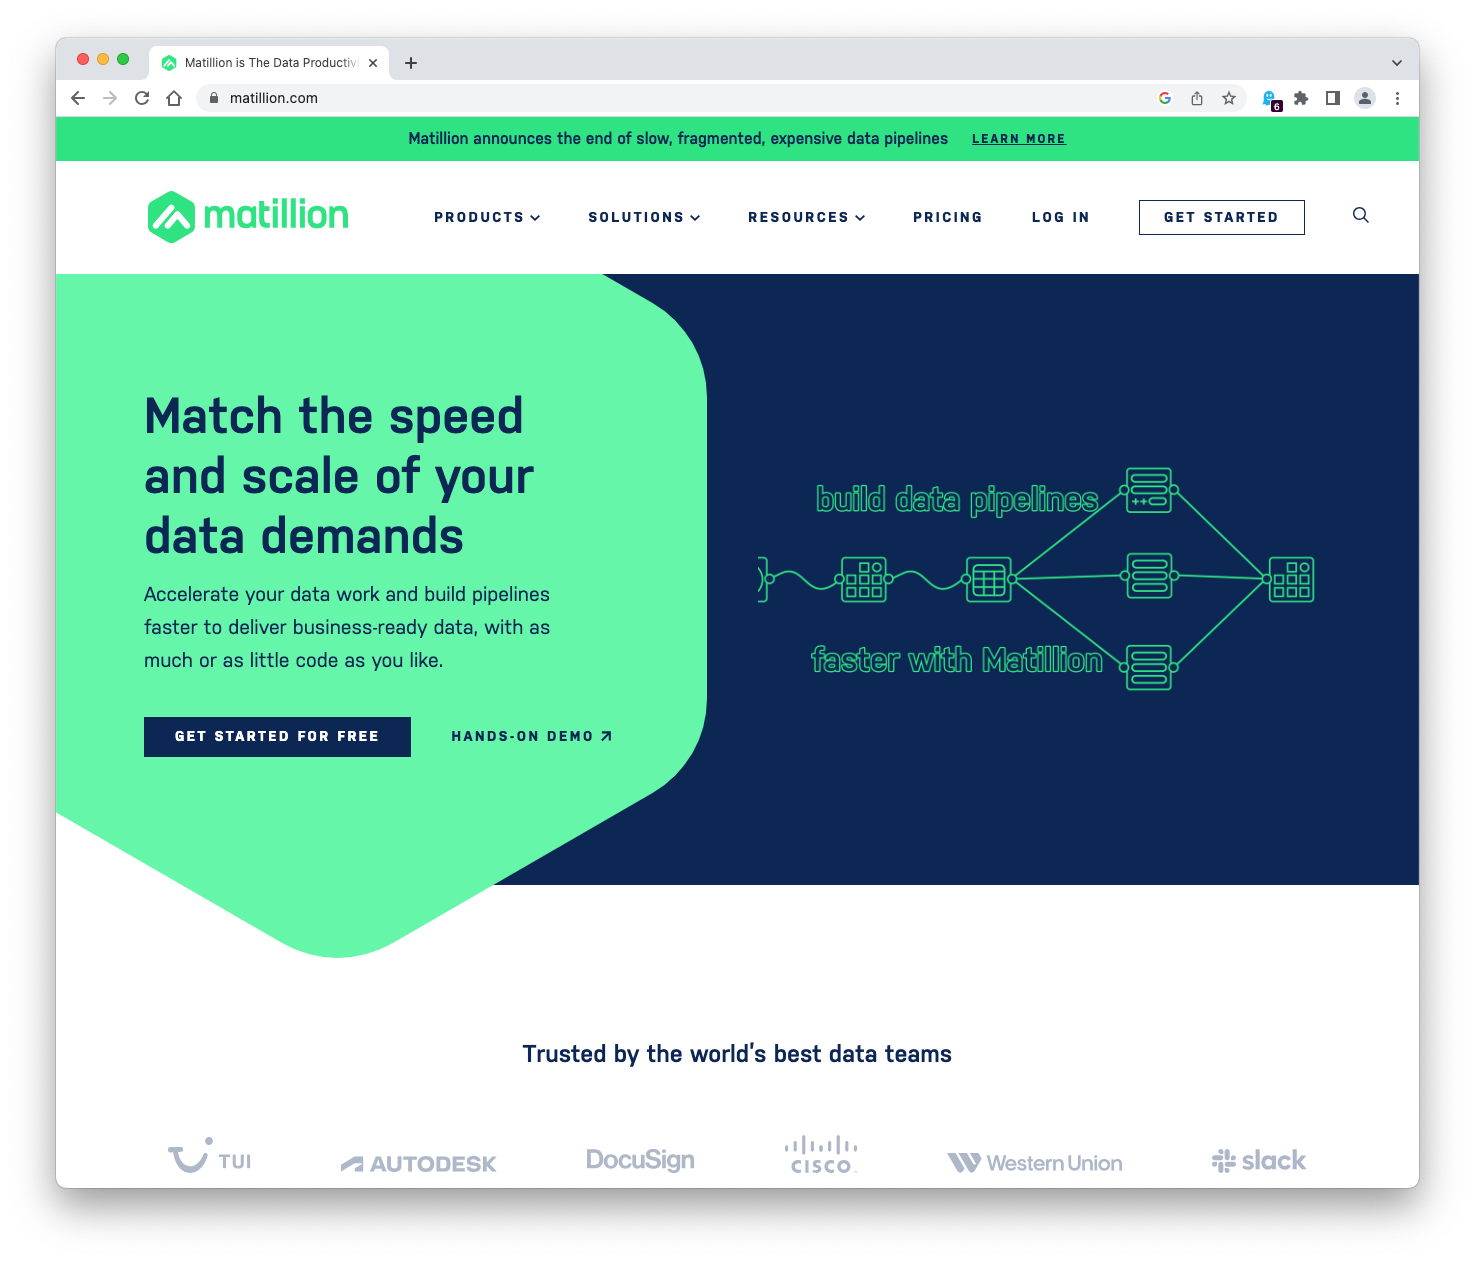 Matillion is The Data Productivi
matillion.com
6
Matillion announces the end of slow, fragmented, expensive data pipelines LEARN MORE
matillion
PRODUCTS SOLUTIONS RESOURCES PRICING LOG IN GET STARTED
Match the speed
and scale of your
data demands
Accelerate your data work and build pipelines
faster to deliver business-ready data, with as
much or as little code as you like.
GET STARTED FOR FREE HANDS-ON DEMO
build data pipelines
faster with Matillion
Trusted by the world's best data teams
TUI AUTODESK DocuSign CISCO Western Union slack